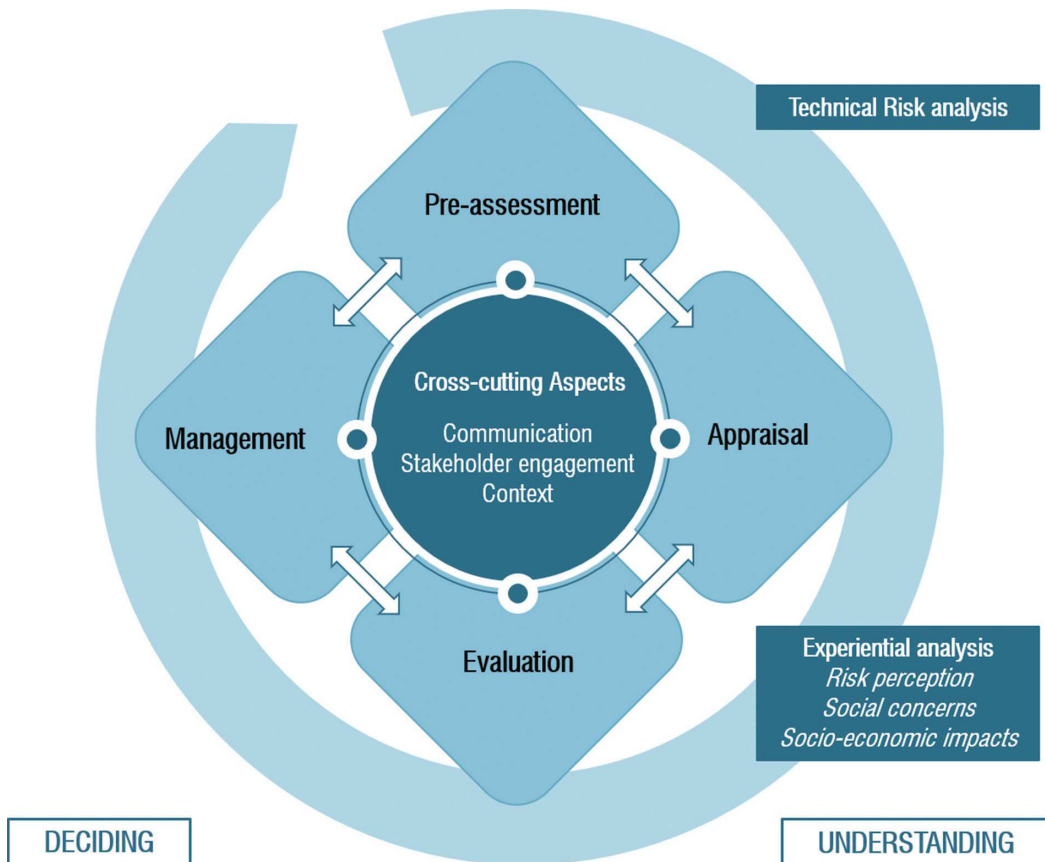 Technical Risk analysis
Pre-assessment
Cross-cutting Aspects
Communication
Stakeholder engagement
Context
Management
Appraisal
Evaluation
Experiential analysis
Risk perception
Social concerns
Socio-economic impacts
DECIDING
UNDERSTANDING